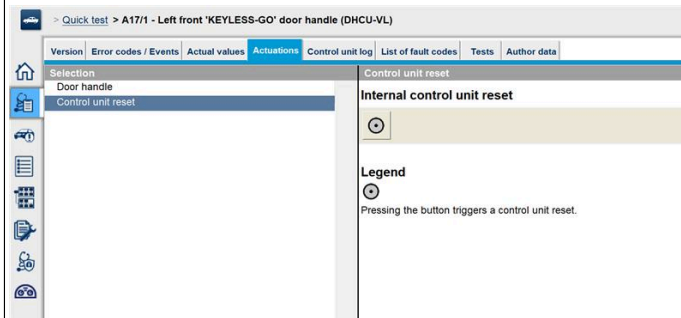 > Quick test > A17/1 - Left front 'KEYLESS-GO' door handle (DHCU-VL)
Version Error codes / Events Actual values Actuations Control unit log List of fault codes Tests Author data
Selection
Door handle
Control unit reset
Control unit reset
Internal control unit reset
Legend
Pressing the button triggers a control unit reset.